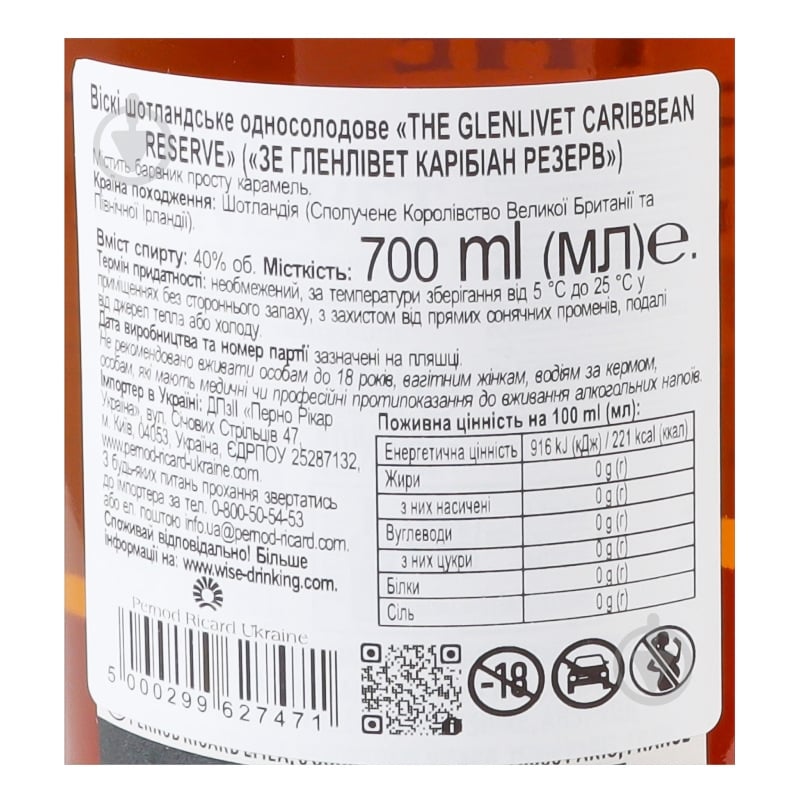 Віскі шотландське односолодове «THE GLENLIVET CARIBBEAN
RESERVE» («ЗЕ ГЛЕНЛІВЕТ КАРІБІАН РЕЗЕРВ»)
Містить барвник просту карамель.
Країна походження: Шотландія (Сполучене Королівство Великої Британії та
Північної Ірландії).
Вміст спирту: 40% об. Місткість: 700 ml (МЛ)e.
Термін придатності: необмежений, за температури зберігання від 5 °C до 25 °C у
приміщеннях без стороннього запаху, з захистом від прямих сонячних променів, подалі
від джерел тепла або холоду.
Дата виробництва та номер партії зазначені на пляшці.
Не рекомендовано вживати особам до 18 років, вагітним жінкам, водіям за кермом,
особам, які мають медичні чи професійні протипоказання до вживання алкогольних напоїв.
Імпортер в Україні: ДПзІІ «Перно Рікар
Україна», вул. Січових Стрільців 47,
м. Київ, 04053, Україна, ЄДРПОУ 25287132,
www.pernod-ricard-ukraine.com.
З будь-яких питань прохання звертатись
до імпортера за тел. 0-800-50-54-53
або ел. поштою info.ua@pernod-ricard.com.
Споживай відповідально! Більше
інформації на: www.wise-drinking.com.
Pernod Ricard Ukraine
5 000299 627471
Поживна цінність на 100 ml (мл):
Енергетична цінність 916 kJ (кДж) / 221 kcal (ккал)
Жири 0 g (г)
з них насичені 0 g (г)
Вуглеводи 0 g (г)
з них цукри 0 g (г)
Білки 0 g (г)
Сіль 0 g (г)
-18